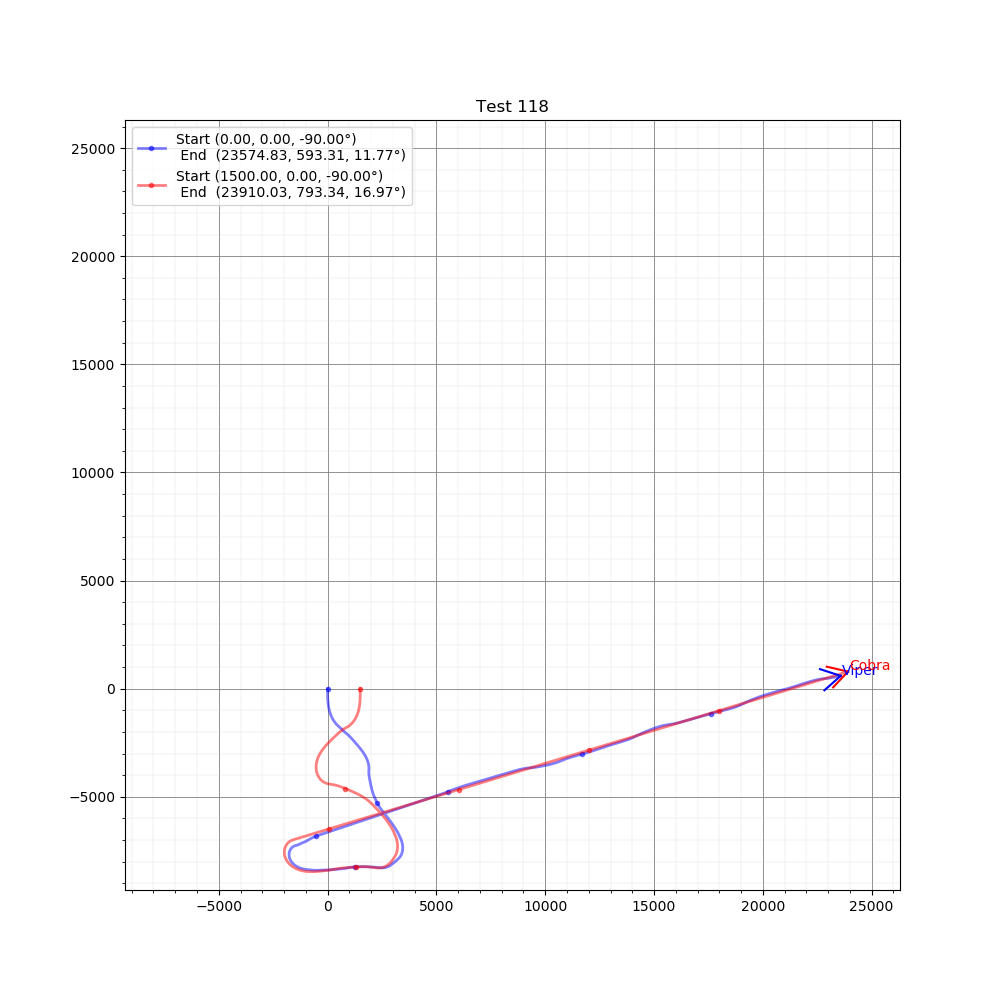 Test 118
Start (0.00, 0.00, -90.00°)
End (23574.83, 593.31, 11.77°)
Start (1500.00, 0.00, -90.00°)
End (23910.03, 793.34, 16.97°)
25000
20000
15000
10000
5000
0
−5000
Cobra
Viper
−5000 0 5000 10000 15000 20000 25000